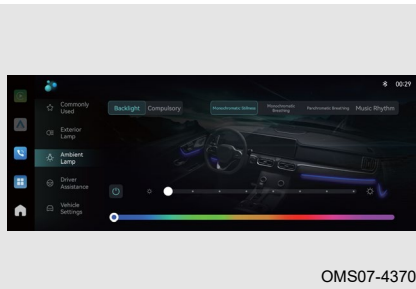 00:29
Commonly
Used
Exterior
Lamp
Ambient
Lamp
Driver
Assistance
Vehicle
Settings
Backlight Compulsory
Monochromatic Stillness
Monochromatic
Breathing
Panchromatic Breathing
Music Rhythm
OMS07-4370